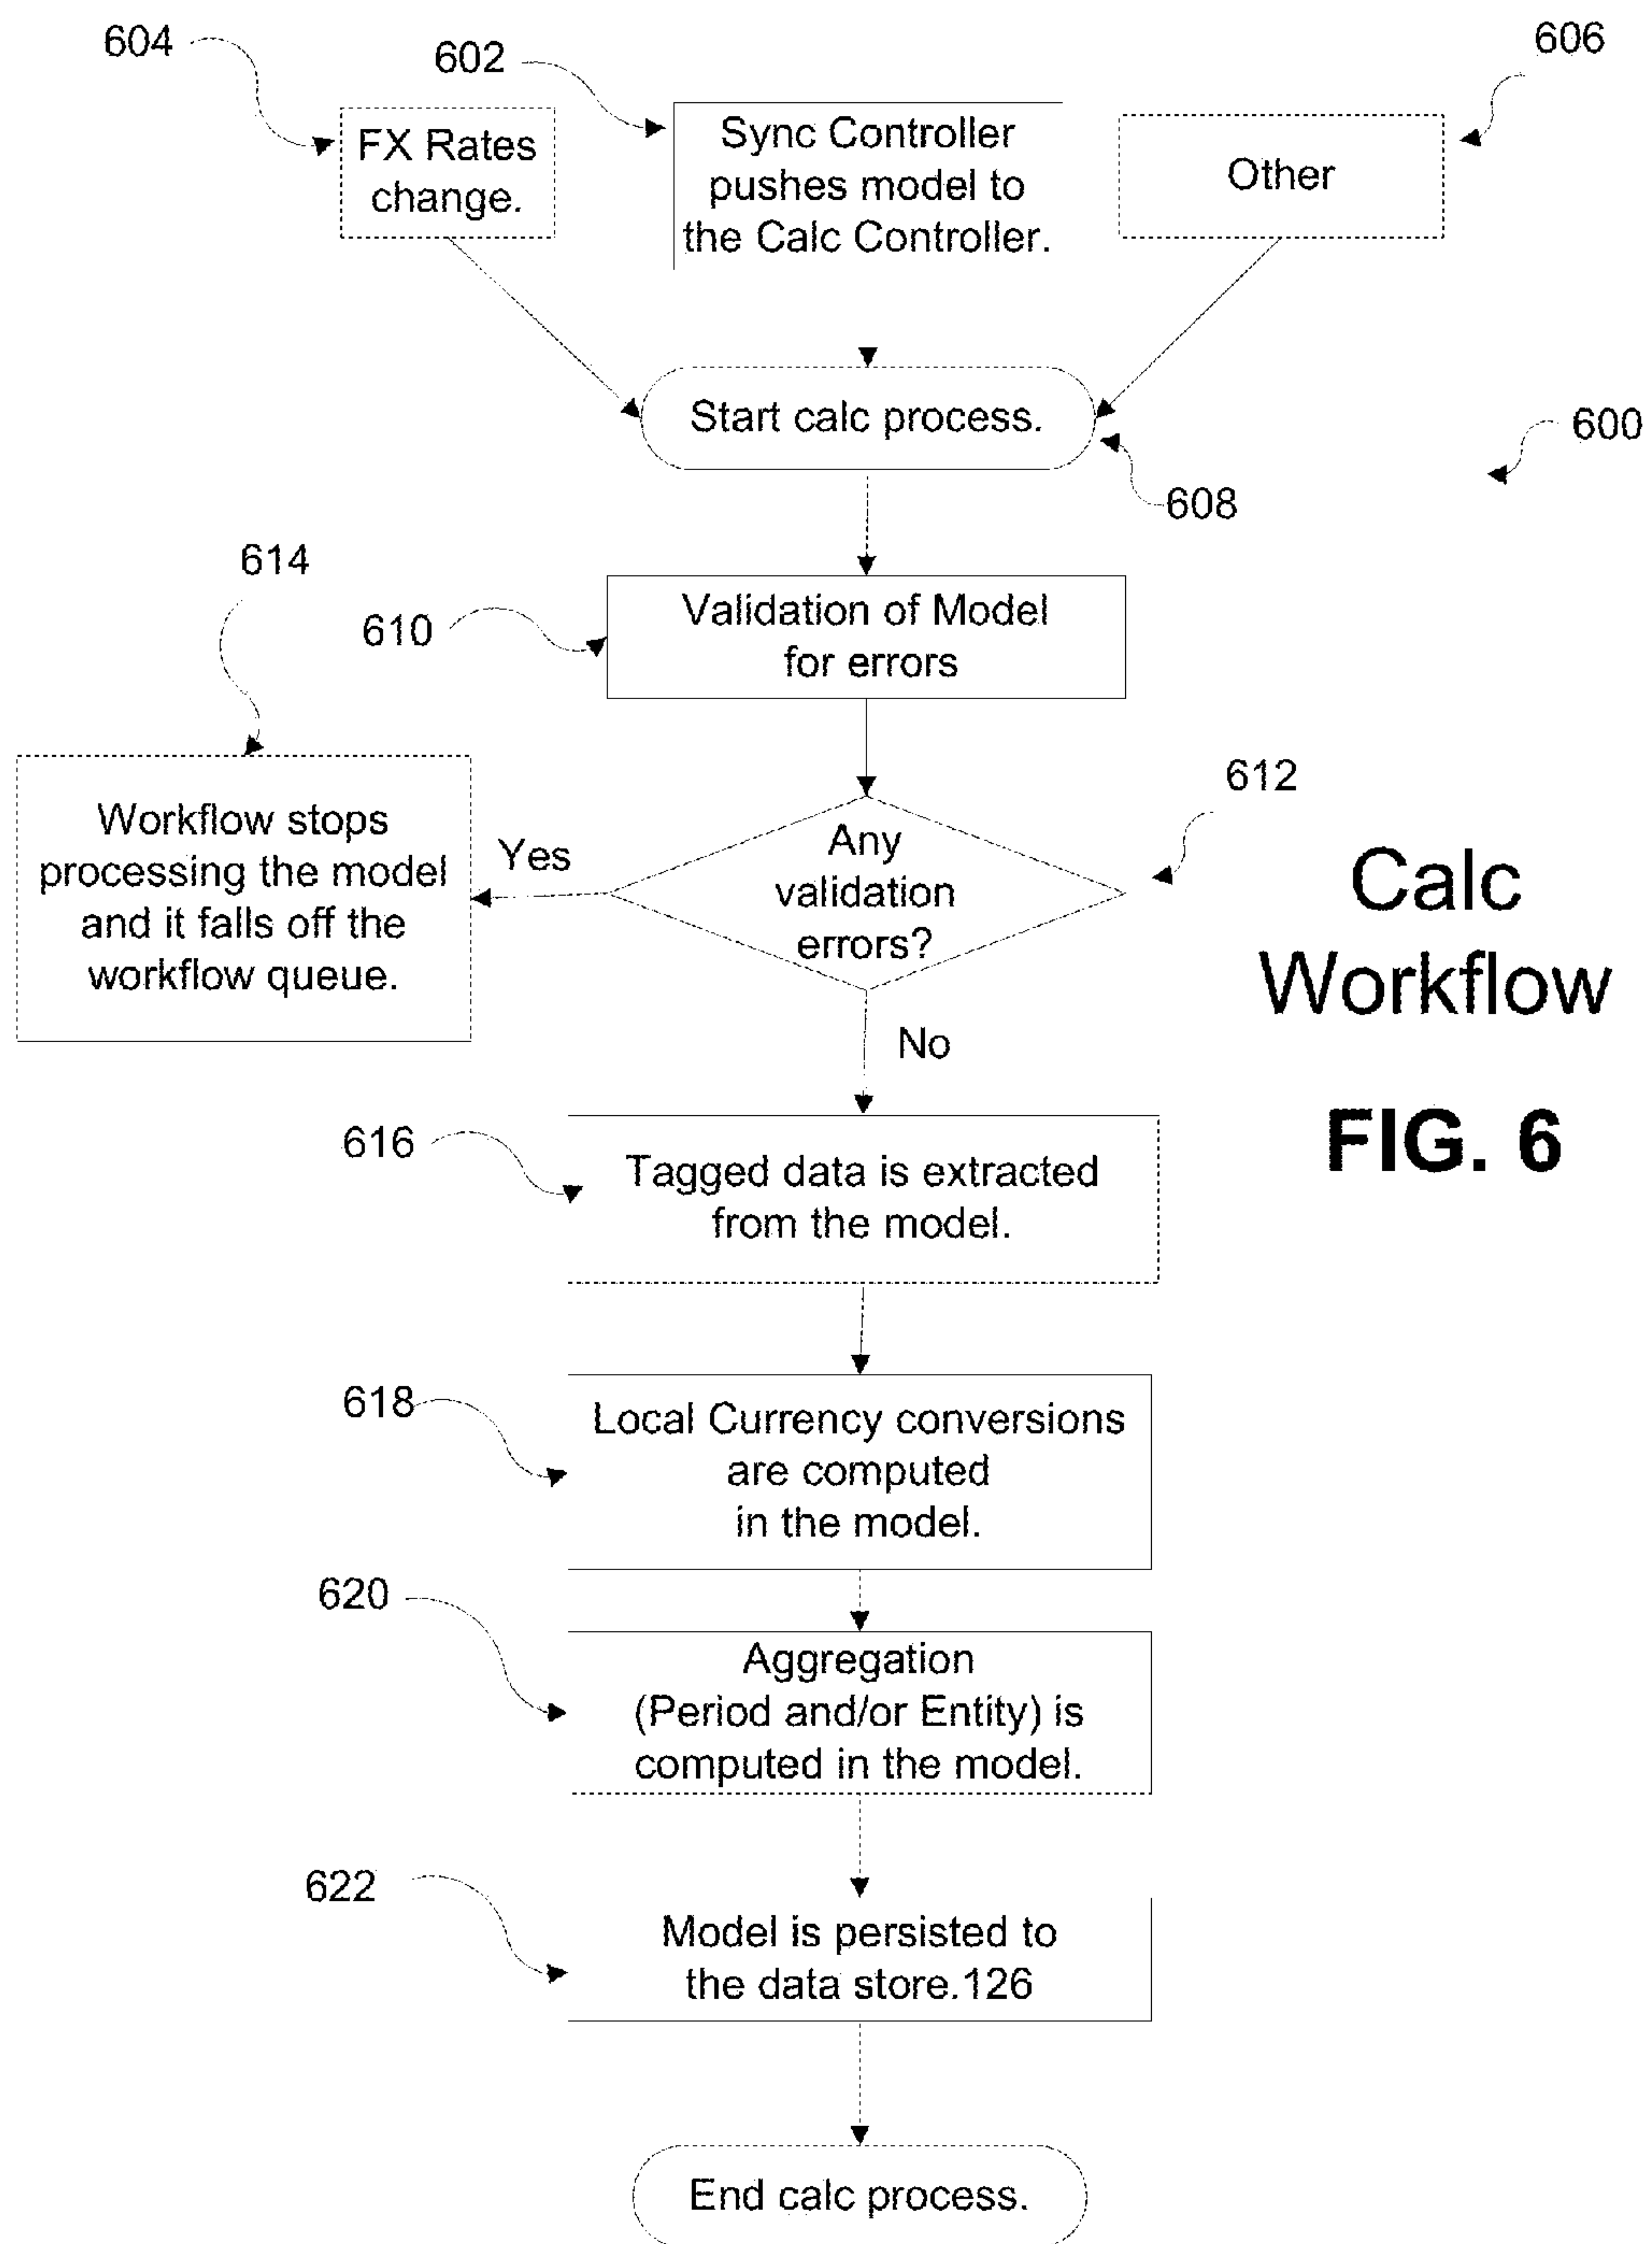 604
602
606
FX Rates
change.
Sync Controller
pushes model to
the Calc Controller.
Other
Start calc process.
600
608
614
610
Validation of Model
for errors
612
Workflow stops
processing the model
and it falls off the
workflow queue.
Yes
Any
validation
errors?
Calc
Workflow
No
FIG. 6
616
Tagged data is extracted
from the model.
618
Local Currency conversions
are computed
in the model.
620
Aggregation
(Period and/or Entity) is
computed in the model.
622
Model is persisted to
the data store.126
End calc process.